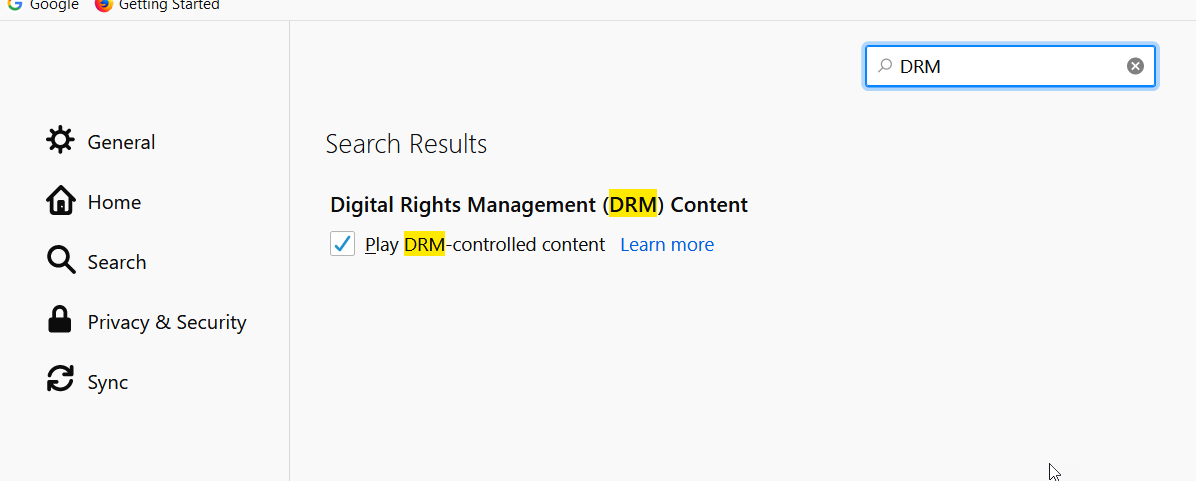 Google Getting Started
DRM
General
Home
Search
Privacy & Security
Sync
Search Results
Digital Rights Management (DRM) Content
Play DRM-controlled content Learn more